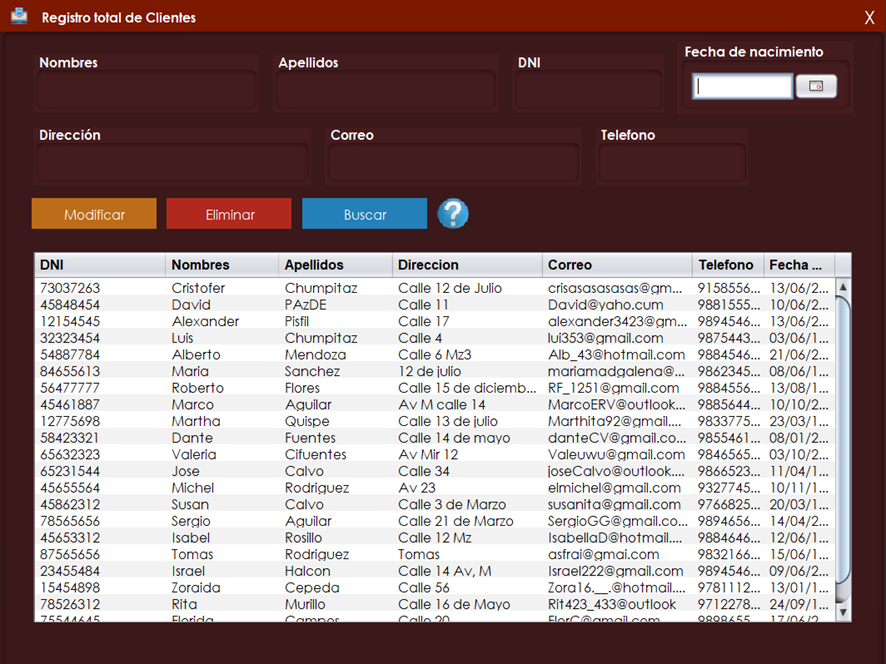 Registro total de Clientes X
Nombres Apellidos DNI Fecha de nacimiento
Dirección Correo Telefono
Modificar Eliminar Buscar ?
DNI Nombres Apellidos Direccion Correo Telefono Fecha ...
73037263 Cristofer Chumpitaz Calle 12 de Julio crisasasasasas@gm... 9158556... 13/06/2...
45848454 David PAzDE Calle 11 David@yaho.cum 9881555... 10/06/2...
12154545 Alexander Pisfil Calle 17 alexander3423@gm... 9894546... 13/06/2...
32323454 Luis Chumpitaz Calle 4 lui353@gmail.com 9875443... 03/06/1...
54887784 Alberto Mendoza Calle 6 Mz3 Alb_43@hotmail.com 9884546... 21/06/2...
84655613 Maria Sanchez 12 de julio mariamadgalena@... 9862345... 08/06/1...
56477777 Roberto Flores Calle 15 de diciemb... RF_1251@gmail.com 9884556... 13/08/1...
45461887 Marco Aguilar Av M calle 14 MarcoERV@outlook... 9885644... 10/10/2...
12775698 Martha Quispe Calle 13 de julio Marthita92@gmail.... 9833775... 23/03/1...
58423321 Dante Fuentes Calle 14 de mayo danteCV@gmail.com 9855461... 08/01/2...
65632323 Valeria Cifuentes Av Mir 12 Valeuwu@gmail.com 9846565... 03/10/2...
65231544 Jose Calvo Calle 34 joseCalvo@outlook.... 9866523... 11/04/1...
45655564 Michel Rodriguez Av 23 elmichel@gmail.com 9327745... 10/11/1...
45862312 Susan Calvo Calle 3 de Marzo susanita@gmail.com 9766825... 20/03/1...
78565656 Sergio Aguilar Calle 21 de Marzo SergioGG@gmail.co... 9894656... 14/04/2...
45653312 Isabel Rosillo Calle 12 Mz IsabellaD@hotmail.... 9884646... 12/06/1...
87565656 Tomas Rodriguez Tomas asfrai@gmai.com 9832166... 15/06/1...
23455484 Israel Halcon Calle 14 Av, M Israel222@gmail.com 9894546... 09/06/2...
15454898 Zoraida Cepeda Calle 56 Zora16.__.@hotmail.... 9781112... 13/01/1...
78526312 Rita Murillo Calle 16 de Mayo Rit423_433@outlook 9712278... 24/09/1...
75544645 Florida Campos Calle 20 FlorC@gmail.com 9898655... 17/06/2...